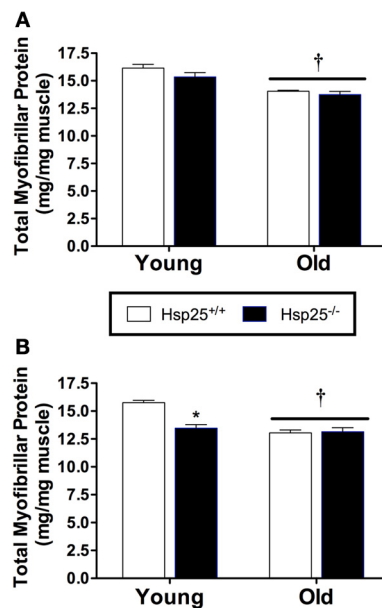 A
Total Myofibrillar Protein
(mg/mg muscle)
17.5
15.0
12.5
10.0
7.5
5.0
2.5
0.0
†
Young Old
Hsp25+/+ Hsp25-/-
B
Total Myofibrillar Protein
(mg/mg muscle)
17.5
15.0
12.5
10.0
7.5
5.0
2.5
0.0
*
†
Young Old